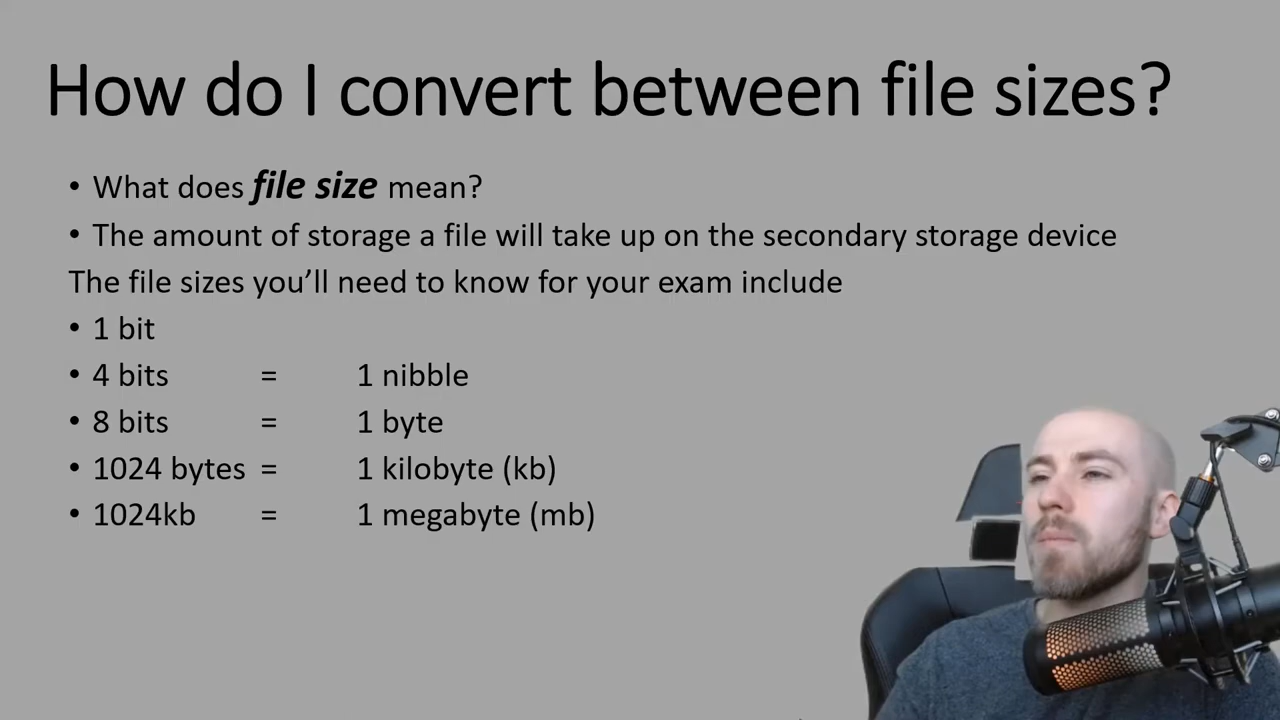 How do I convert between file sizes?
• What does file size mean?
• The amount of storage a file will take up on the secondary storage device
The file sizes you’ll need to know for your exam include
• 1 bit
• 4 bits = 1 nibble
• 8 bits = 1 byte
• 1024 bytes = 1 kilobyte (kb)
• 1024kb = 1 megabyte (mb)